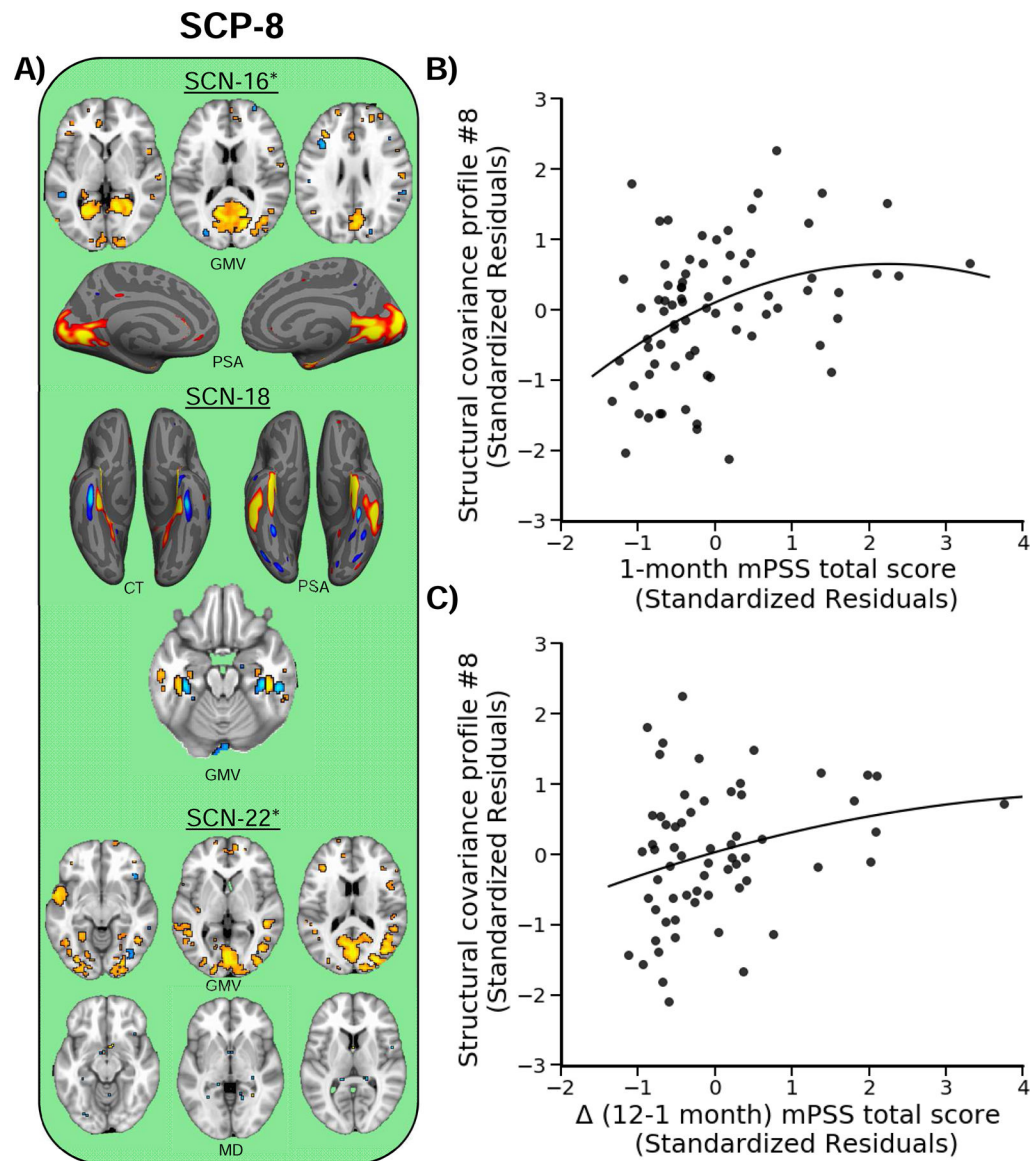 SCP-8
A)
SCN-16*
GMV
PSA
SCN-18
CT
PSA
GMV
SCN-22*
GMV
MD
B)
Structural covariance profile #8
(Standardized Residuals)
3
2
1
0
−1
−2
−3
−2
−1
0
1
2
3
4
1-month mPSS total score
(Standardized Residuals)
C)
Structural covariance profile #8
(Standardized Residuals)
3
2
1
0
−1
−2
−3
−2
−1
0
1
2
3
4
Δ (12-1 month) mPSS total score
(Standardized Residuals)